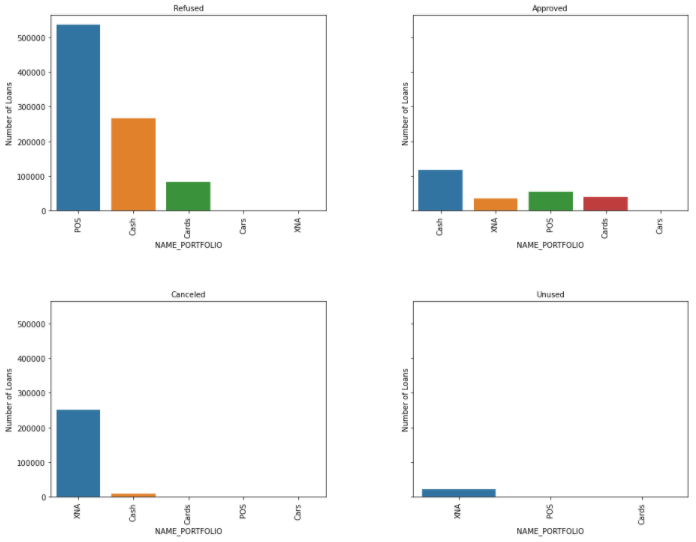 Refused
Number of Loans
500000
400000
300000
200000
100000
0
POS
Cash
Cards
Cars
XNA
NAME_PORTFOLIO
Approved
Number of Loans
Cash
XNA
POS
Cards
Cars
NAME_PORTFOLIO
Canceled
Number of Loans
500000
400000
300000
200000
100000
0
XNA
Cash
Cards
POS
Cars
NAME_PORTFOLIO
Unused
Number of Loans
XNA
POS
Cards
NAME_PORTFOLIO